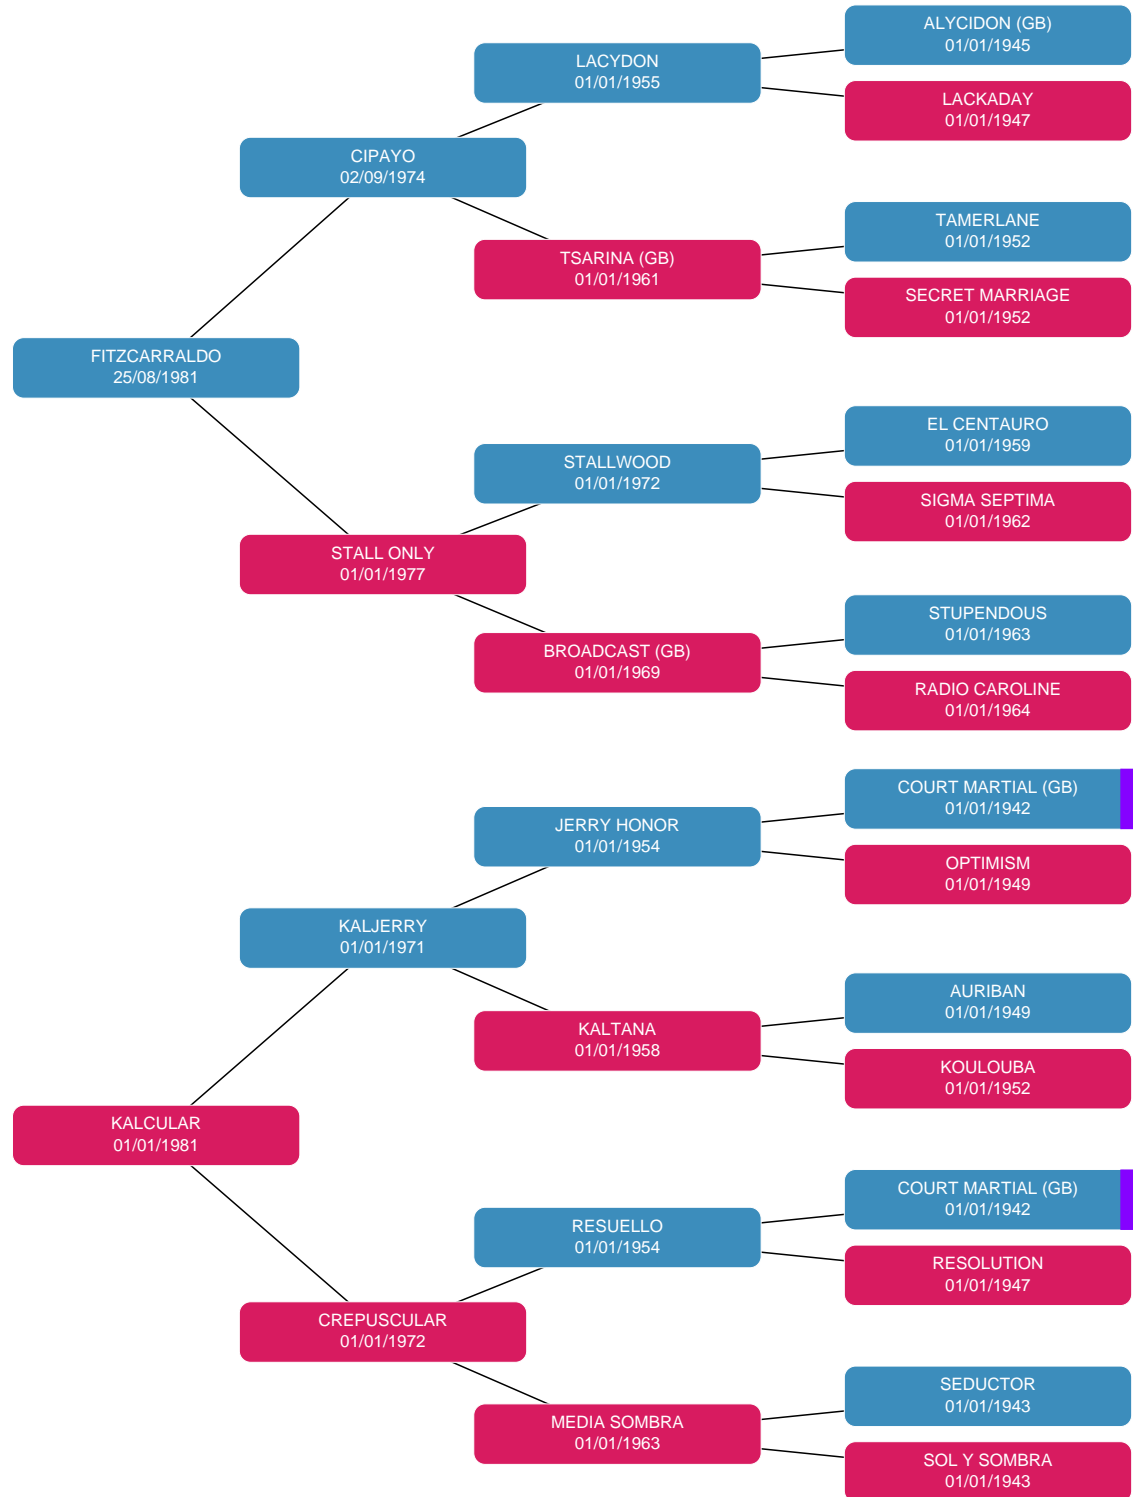 ALYCIDON (GB)
01/01/1945
LACYDON
01/01/1955
LACKADAY
01/01/1947
CIPAYO
02/09/1974
TAMERLANE
01/01/1952
TSARINA (GB)
01/01/1961
SECRET MARRIAGE
01/01/1952
FITZCARRALDO
25/08/1981
EL CENTAURO
01/01/1959
STALLWOOD
01/01/1972
SIGMA SEPTIMA
01/01/1962
STALL ONLY
01/01/1977
STUPENDOUS
01/01/1963
BROADCAST (GB)
01/01/1969
RADIO CAROLINE
01/01/1964
COURT MARTIAL (GB)
01/01/1942
JERRY HONOR
01/01/1954
OPTIMISM
01/01/1949
KALJERRY
01/01/1971
AURIBAN
01/01/1949
KALTANA
01/01/1958
KOULOUBA
01/01/1952
KALCULAR
01/01/1981
COURT MARTIAL (GB)
01/01/1942
RESUELLO
01/01/1954
RESOLUTION
01/01/1947
CREPUSCULAR
01/01/1972
SEDUCTOR
01/01/1943
MEDIA SOMBRA
01/01/1963
SOL Y SOMBRA
01/01/1943